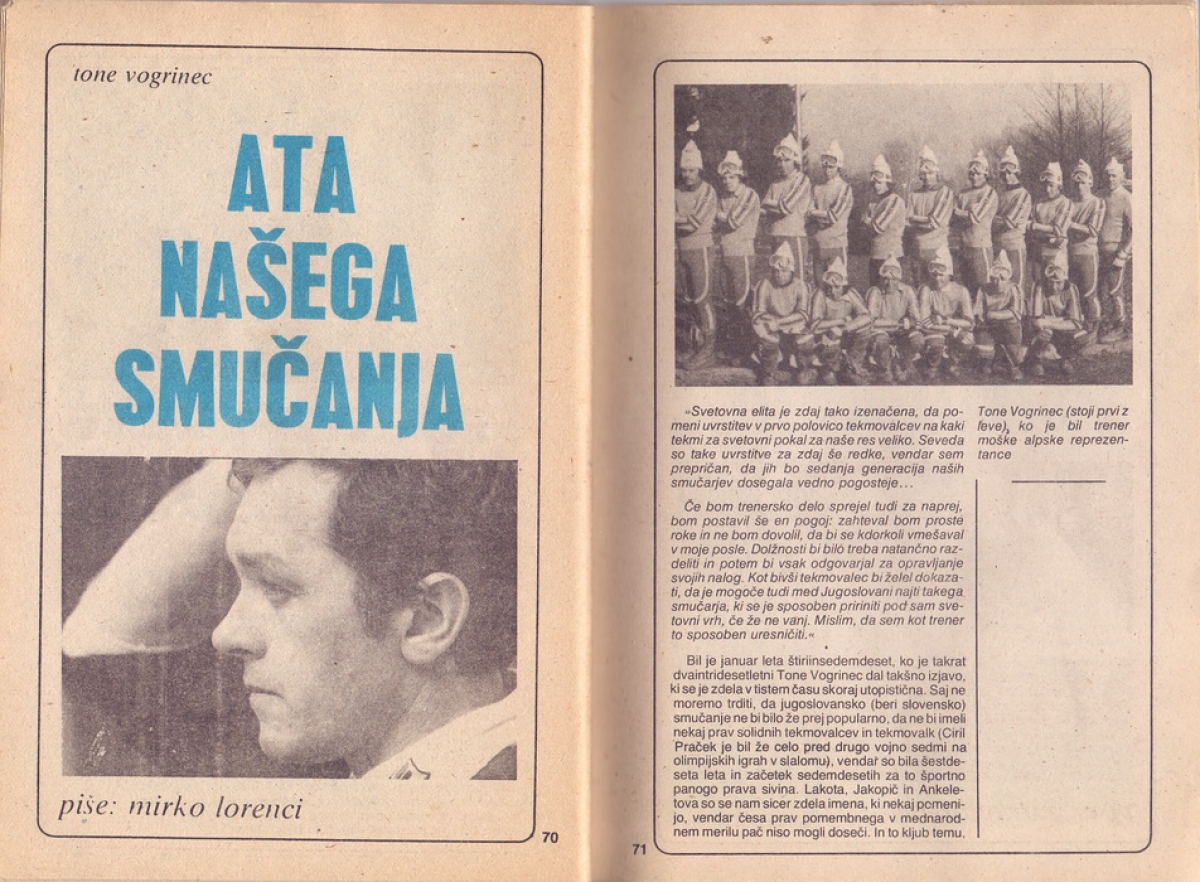 tone vogrinec
ATA
NAŠEGA
SMUČANJA
piše: mirko lorenci
70
»Svetovna elita je zdaj tako izenačena, da po-
meni uvrstitev v prvo polovico tekmovalcev na kaki
tekmi za svetovni pokal za naše res veliko. Seveda
so take uvrstitve za zdaj še redke, vendar sem
prepričan, da jih bo sedanja generacija naših
smučarjev dosegala vedno pogosteje...
Če bom trenersko delo sprejel tudi za naprej,
bom postavil še en pogoj: zahteval bom proste
roke in ne bom dovolil, da bi se kdorkoli vmešaval
v moje posle. Dolžnosti bi bilo treba natančno raz-
deliti in potem bi vsak odgovarjal za opravljanje
svojih nalog. Kot bivši tekmovalec bi želel dokaza-
ti, da je mogoče tudi med Jugoslovani najti takega
smučarja, ki se je sposoben pririniti pod sam sve-
tovni vrh, če že ne vanj. Mislim, da sem kot trener
to sposoben uresničiti.«
Bil je januar leta štiriinsedemdeset, ko je takrat
dvaintridesetletni Tone Vogrinec dal takšno izjavo,
ki se je zdela v tistem času skoraj utopistična. Saj ne
moremo trditi, da jugoslovansko (beri slovensko)
smučanje ne bi bilo že prej popularno, da ne bi imeli
nekaj prav solidnih tekmovalcev in tekmovalk (Ciril
Praček je bil že celo pred drugo vojno sedmi na
olimpijskih igrah v slalomu), vendar so bila šestde-
seta leta in začetek sedemdesetih za to športno
panogo prava sivina. Lakota, Jakopič in Ankele-
tova so se nam sicer zdela imena, ki nekaj pomeni-
jo, vendar česa prav pomembnega v mednarod-
nem merilu pač niso mogli doseči. In to kljub temu,
Tone Vogrinec (stoji prvi z
leve), ko je bil trener
moške alpske reprezen-
tance
71